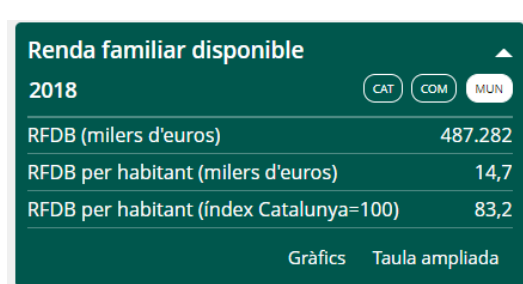 Renda familiar disponible
2018 CAT COM MUN
RFDB (milers d'euros) 487.282
RFDB per habitant (milers d'euros) 14,7
RFDB per habitant (índex Catalunya=100) 83,2
Gràfics Taula ampliada